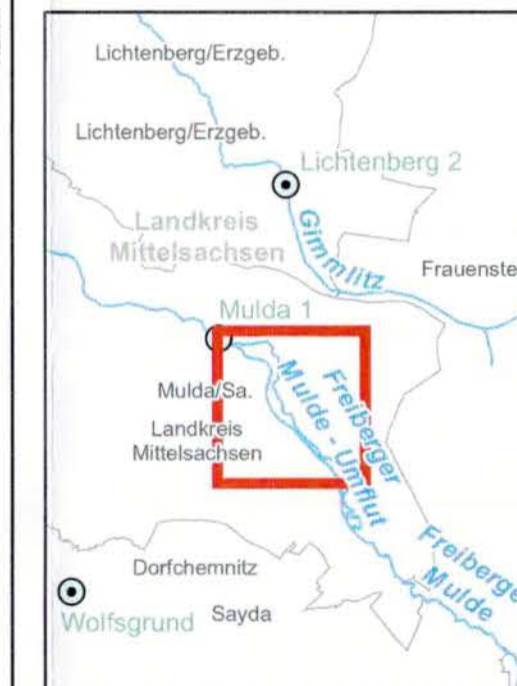 Lichtenberg/Erzgeb.
Lichtenberg/Erzgeb.
Lichtenberg 2
Landkreis
Mittelsachsen
Gimmlitz
Frauenste
Mulda 1
Mulda/Sa.
Landkreis
Mittelsachsen
Freiberger
Mulde - Umflut
Freiberge
Mulde
Dorfchemnitz
Wolfsgrund
Sayda